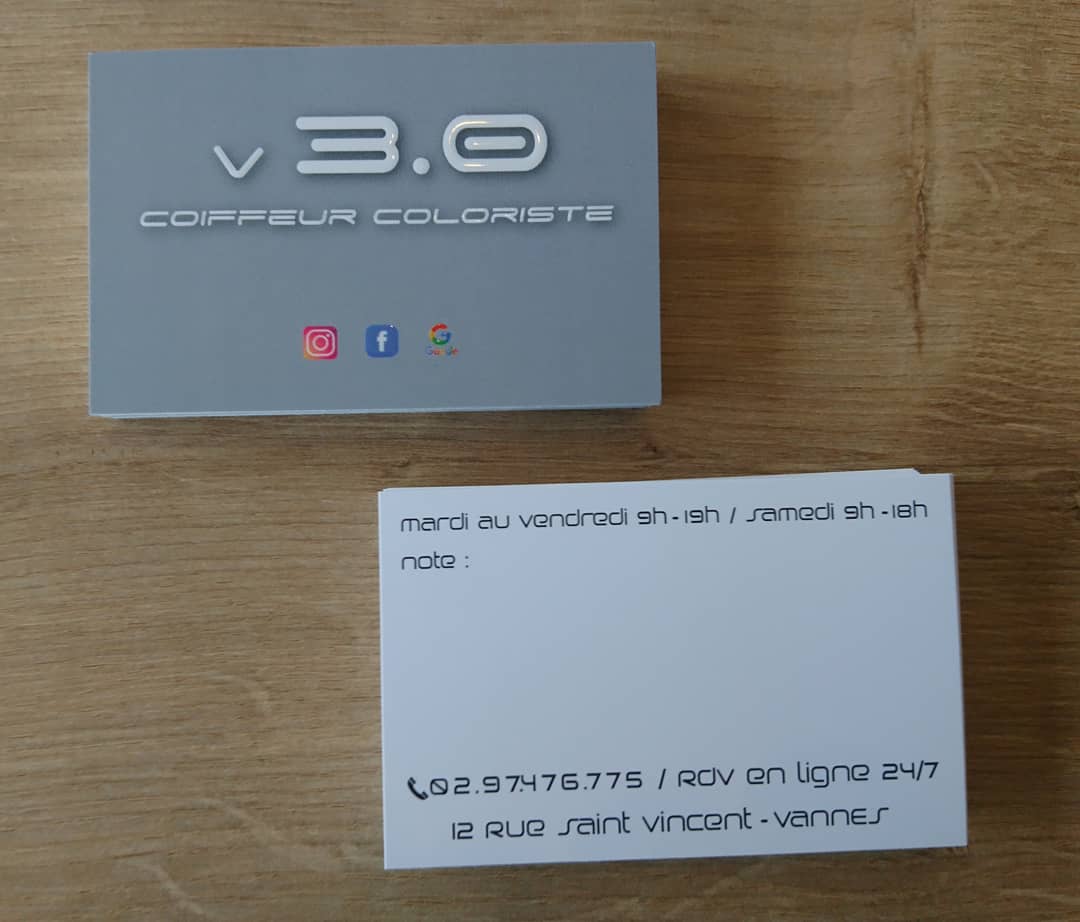 v 3.0
COIFFEUR COLORISTE
Google
mardi au vendredi 9h-19h / samedi 9h-18h
note :
02.97.476.775 / RDV en ligne 24/7
12 RUE saint vincent - VANNES